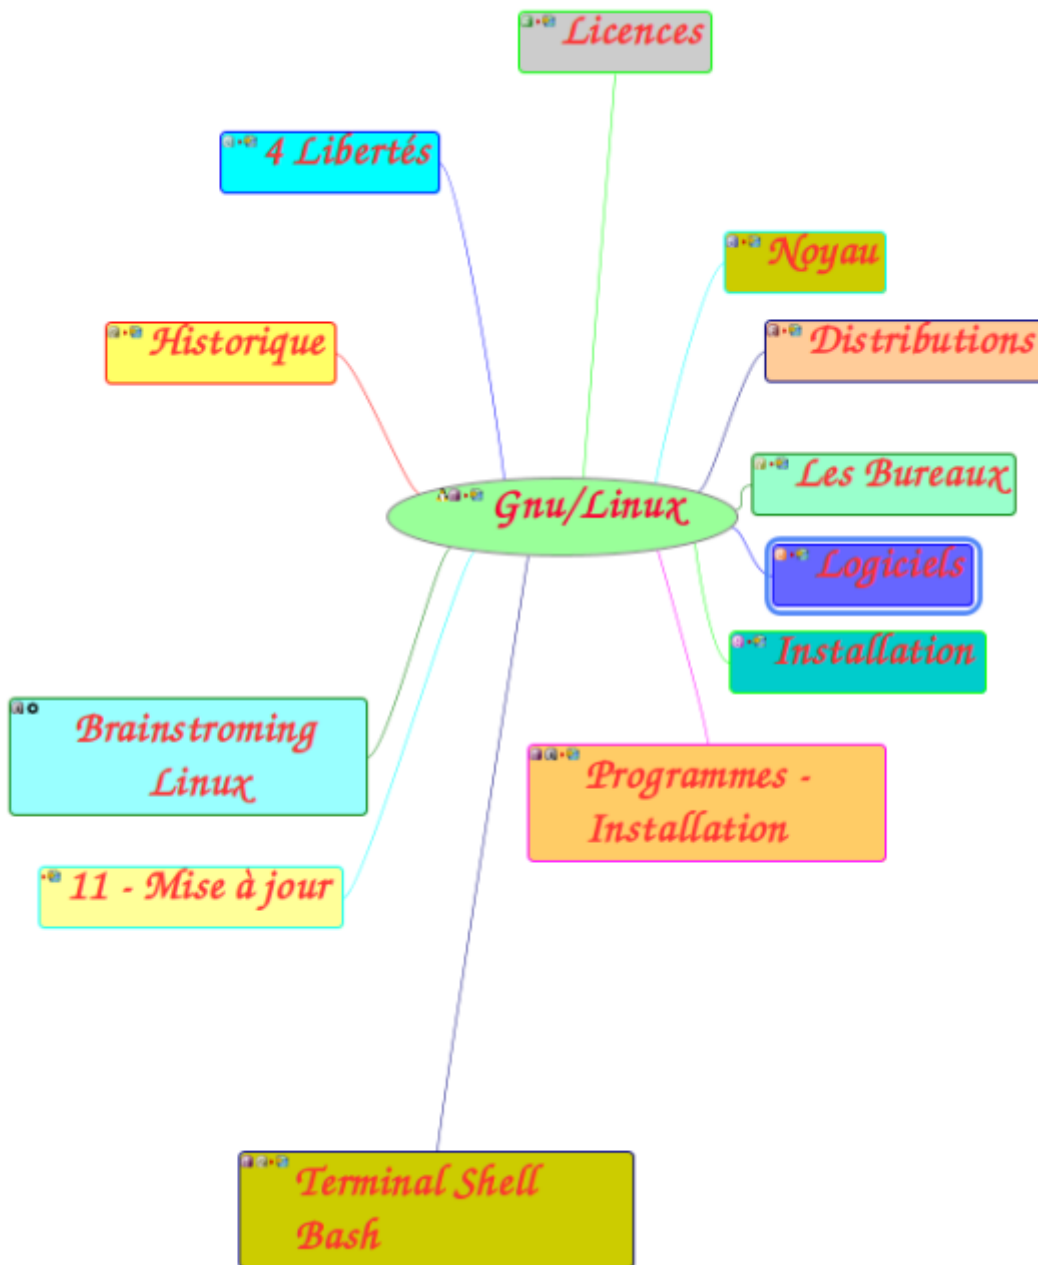 Licences
4 Libertés
Noyau
Historique
Distributions
Les Bureaux
Gnu/Linux
Logiciels
Installation
Brainstroming
Linux
Programmes -
Installation
11 - Mise à jour
Terminal Shell
Bash